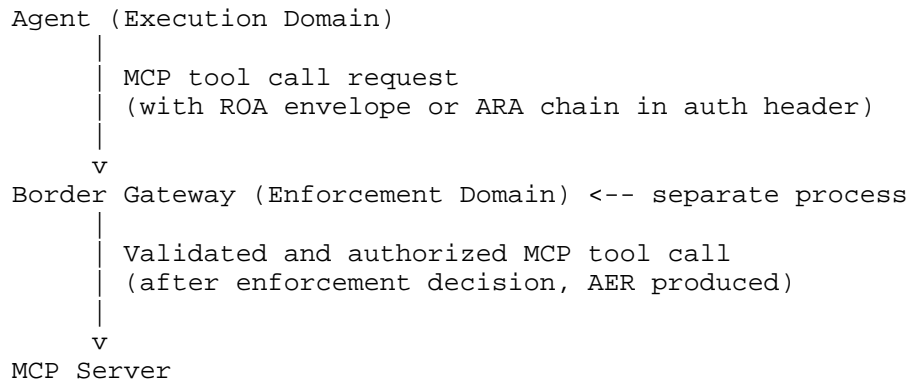 Agent (Execution Domain)
|
| MCP tool call request
| (with ROA envelope or ARA chain in auth header)
|
v
Border Gateway (Enforcement Domain) <-- separate process
|
| Validated and authorized MCP tool call
| (after enforcement decision, AER produced)
|
v
MCP Server